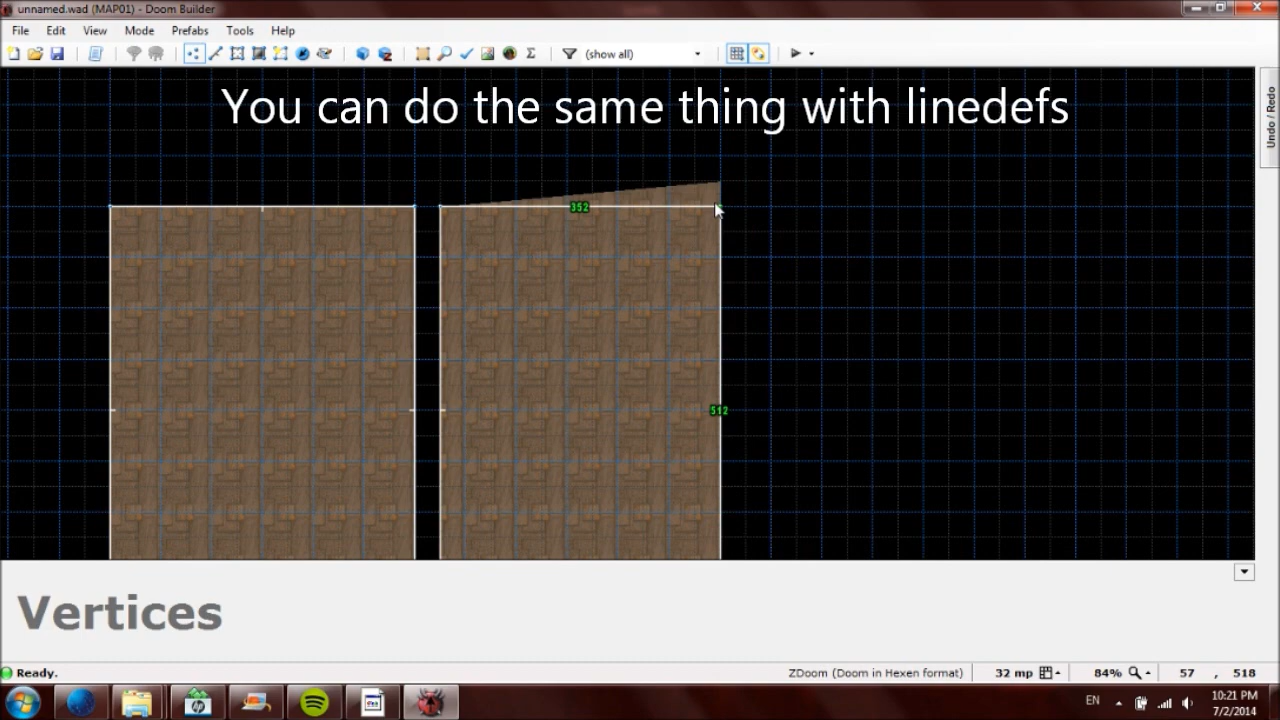 unnamed.wad (MAP01) - Doom Builder
File Edit View Mode Prefabs Tools Help
(show all)
You can do the same thing with linedefs
Undo / Redo
352
512
Vertices
Ready.
ZDoom (Doom in Hexen format) 32 mp 84% 57 , 518
EN 10:21 PM
7/2/2014